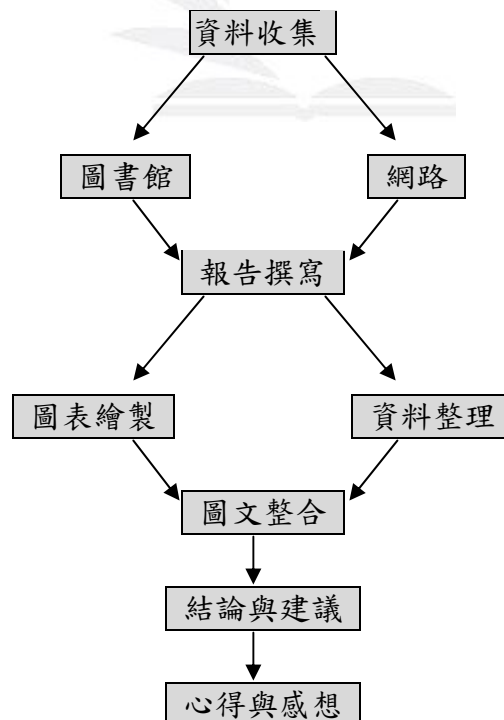 資料收集
圖書館
網路
報告撰寫
圖表繪製
資料整理
圖文整合
結論與建議
心得與感想